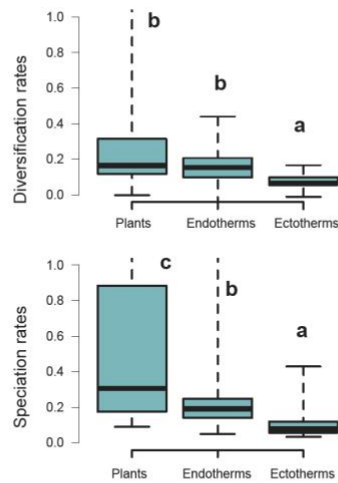 Diversification rates
1.0
0.8
0.6
0.4
0.2
0.0
b
b
a
Plants Endotherms Ectotherms
Speciation rates
1.0
0.8
0.6
0.4
0.2
0.0
c
b
a
Plants Endotherms Ectotherms